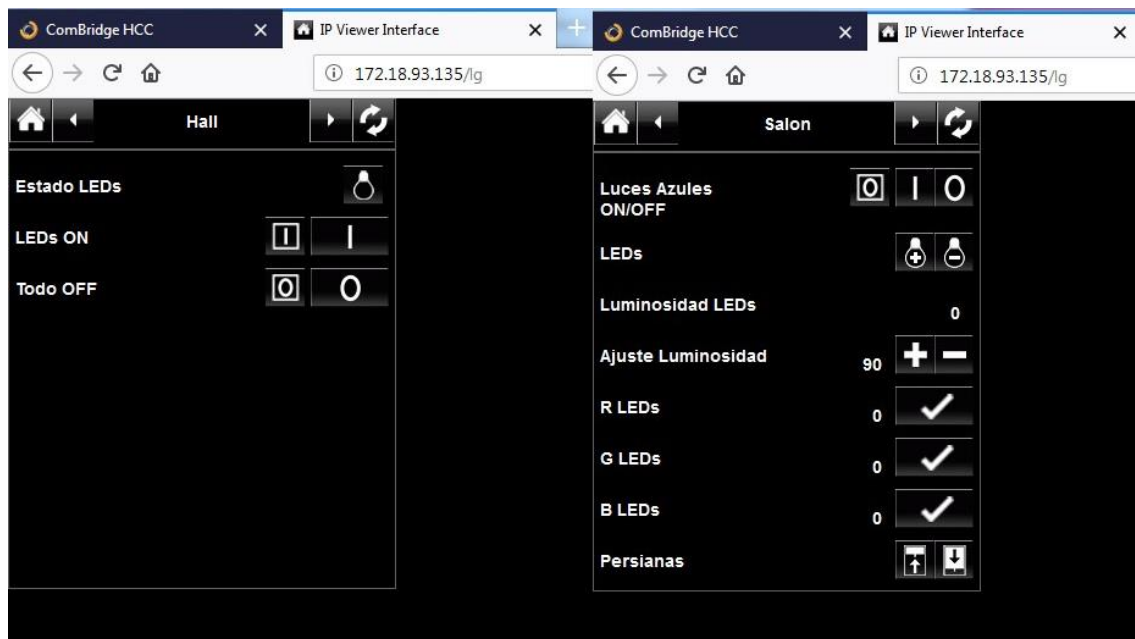 ComBridge HCC
IP Viewer Interface
172.18.93.135/lg
Hall
Estado LEDs
LEDs ON
Todo OFF
ComBridge HCC
IP Viewer Interface
172.18.93.135/lg
Salon
Luces Azules
ON/OFF
LEDs
Luminosidad LEDs 0
Ajuste Luminosidad 90
R LEDs 0
G LEDs 0
B LEDs 0
Persianas